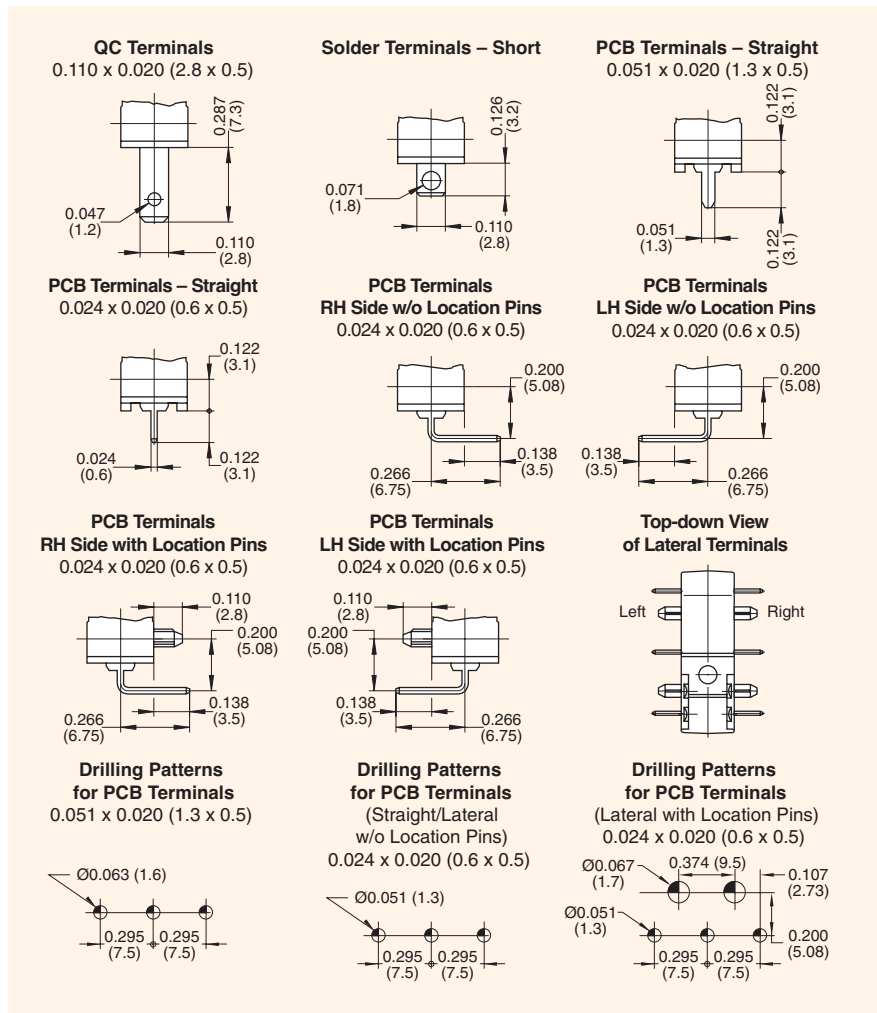 QC Terminals
0.110 x 0.020 (2.8 x 0.5)
0.287
(7.3)
0.047
(1.2)
0.110
(2.8)
Solder Terminals – Short
0.126
(3.2)
0.071
(1.8)
0.110
(2.8)
PCB Terminals – Straight
0.051 x 0.020 (1.3 x 0.5)
0.122
(3.1)
0.051
(1.3)
0.122
(3.1)
PCB Terminals – Straight
0.024 x 0.020 (0.6 x 0.5)
0.122
(3.1)
0.024
(0.6)
0.122
(3.1)
PCB Terminals
RH Side w/o Location Pins
0.024 x 0.020 (0.6 x 0.5)
0.200
(5.08)
0.138
(3.5)
0.266
(6.75)
PCB Terminals
LH Side w/o Location Pins
0.024 x 0.020 (0.6 x 0.5)
0.200
(5.08)
0.138
(3.5)
0.266
(6.75)
PCB Terminals
RH Side with Location Pins
0.024 x 0.020 (0.6 x 0.5)
0.110
(2.8)
0.200
(5.08)
0.138
(3.5)
0.266
(6.75)
PCB Terminals
LH Side with Location Pins
0.024 x 0.020 (0.6 x 0.5)
0.110
(2.8)
0.200
(5.08)
0.138
(3.5)
0.266
(6.75)
Top-down View
of Lateral Terminals
Left
Right
Drilling Patterns
for PCB Terminals
0.051 x 0.020 (1.3 x 0.5)
Ø0.063 (1.6)
0.295
(7.5)
0.295
(7.5)
Drilling Patterns
for PCB Terminals
(Straight/Lateral
w/o Location Pins)
0.024 x 0.020 (0.6 x 0.5)
Ø0.051 (1.3)
0.295
(7.5)
0.295
(7.5)
Drilling Patterns
for PCB Terminals
(Lateral with Location Pins)
0.024 x 0.020 (0.6 x 0.5)
Ø0.067
(1.7)
0.374 (9.5)
0.107
(2.73)
Ø0.051
(1.3)
0.200
(5.08)
0.295
(7.5)
0.295
(7.5)